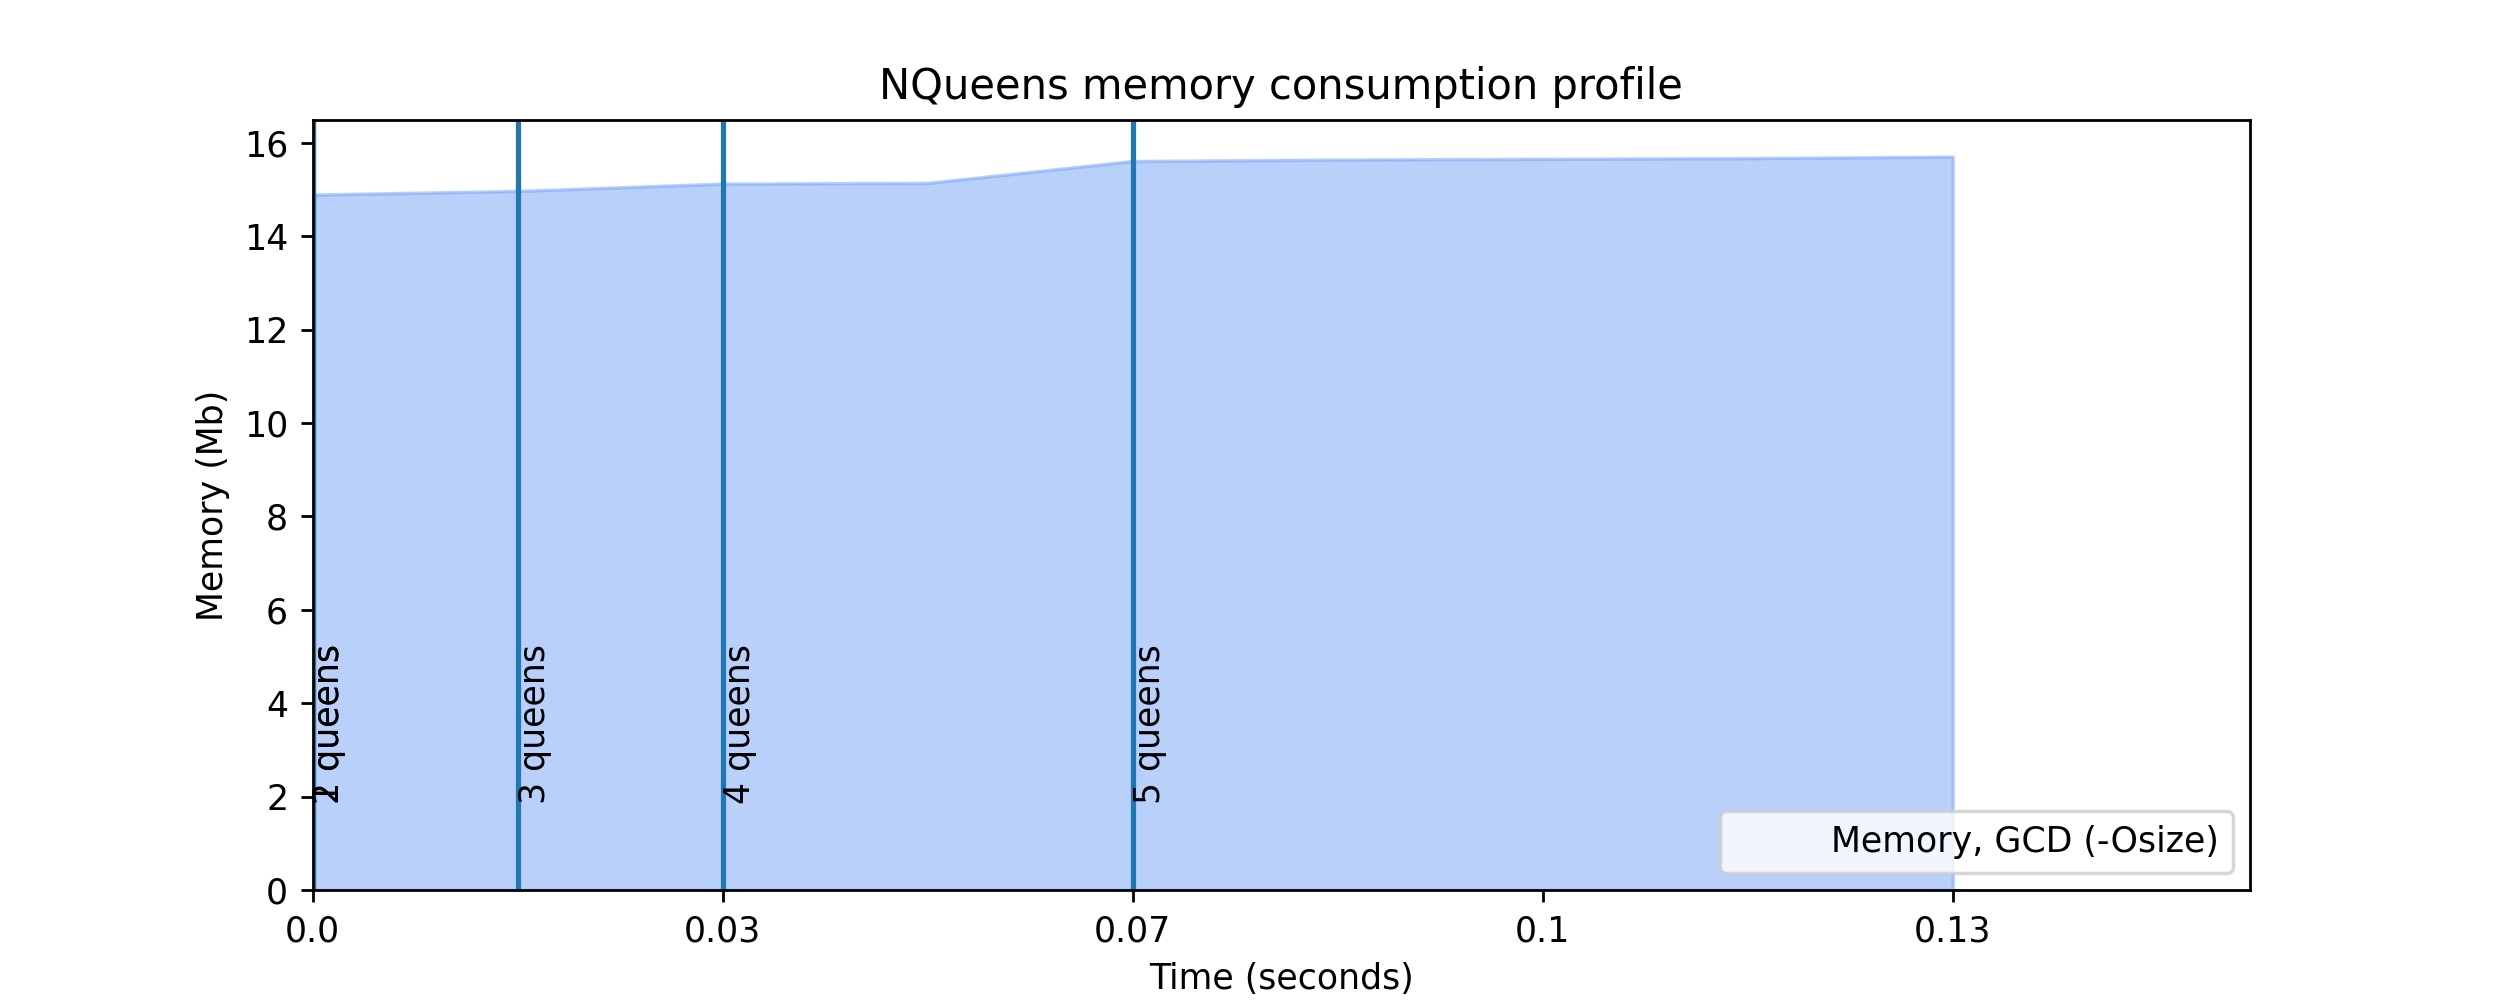 NQueens memory consumption profile
16
14
12
10
8
6
4
2
0
Memory (Mb)
2 queens
3 queens
4 queens
5 queens
Memory, GCD (-Osize)
0.0
0.03
0.07
0.1
0.13
Time (seconds)